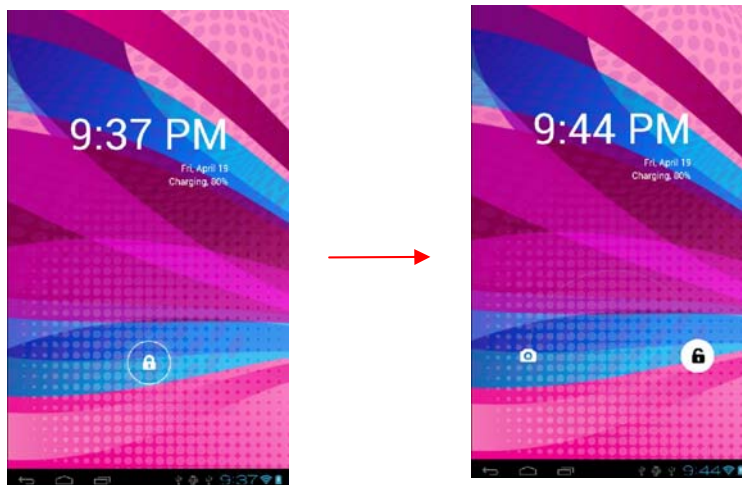 9:37 PM
Fri, April 19
Charging, 80%
9:37
9:44 PM
Fri, April 19
Charging, 80%
9:44